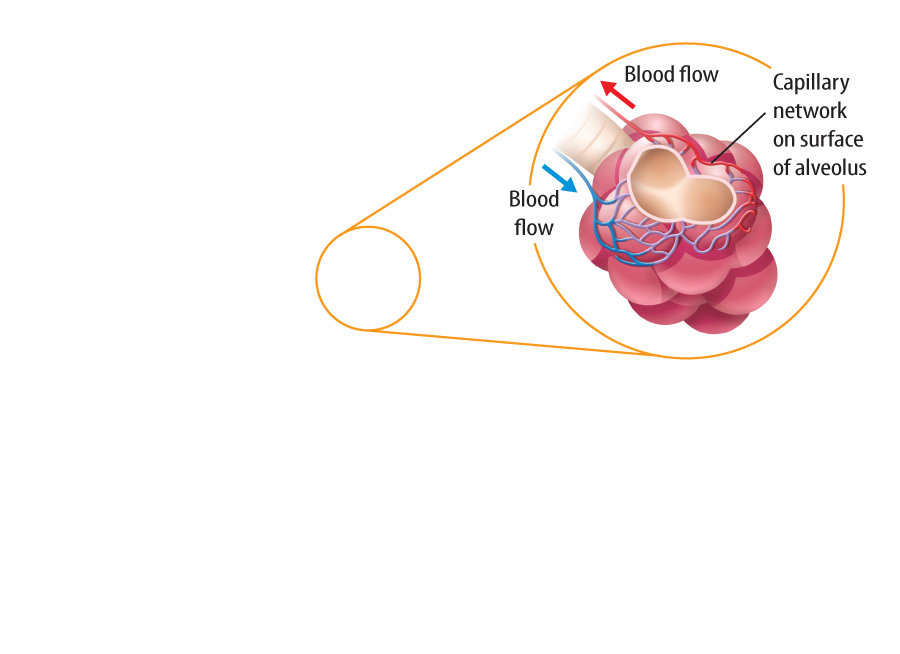 Blood flow
Capillary
network
on surface
of alveolus
Blood
flow